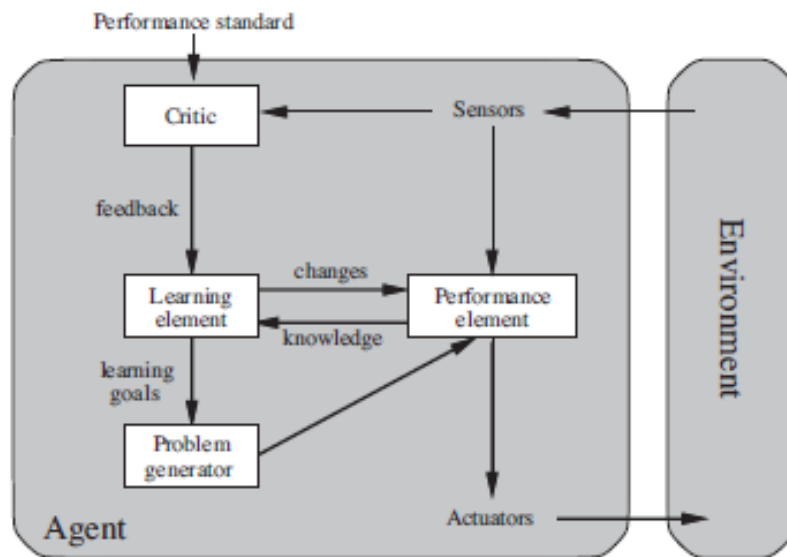 Performance standard
Critic
Sensors
feedback
changes
Learning
element
Performance
element
knowledge
learning
goals
Problem
generator
Agent
Actuators
Environment